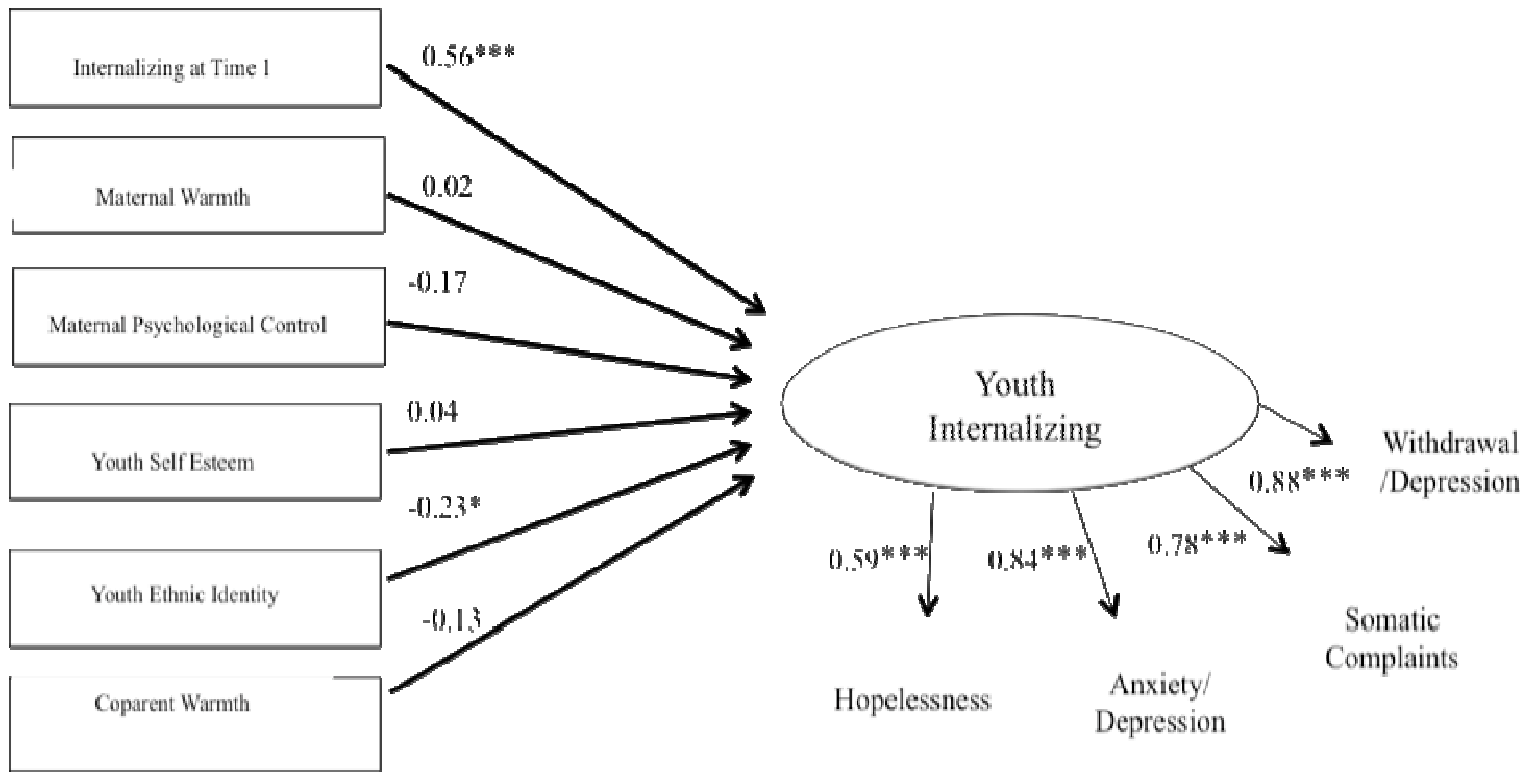 Internalizing at Time 1
0.56***
Maternal Warmth
0.02
Maternal Psychological Control
-0.17
Youth Self Esteem
0.04
Youth Ethnic Identity
-0.23*
Coparent Warmth
-0.13
Youth
Internalizing
Withdrawal
/Depression
0.88***
0.59***
0.84***
0.78***
Somatic
Complaints
Hopelessness
Anxiety/
Depression